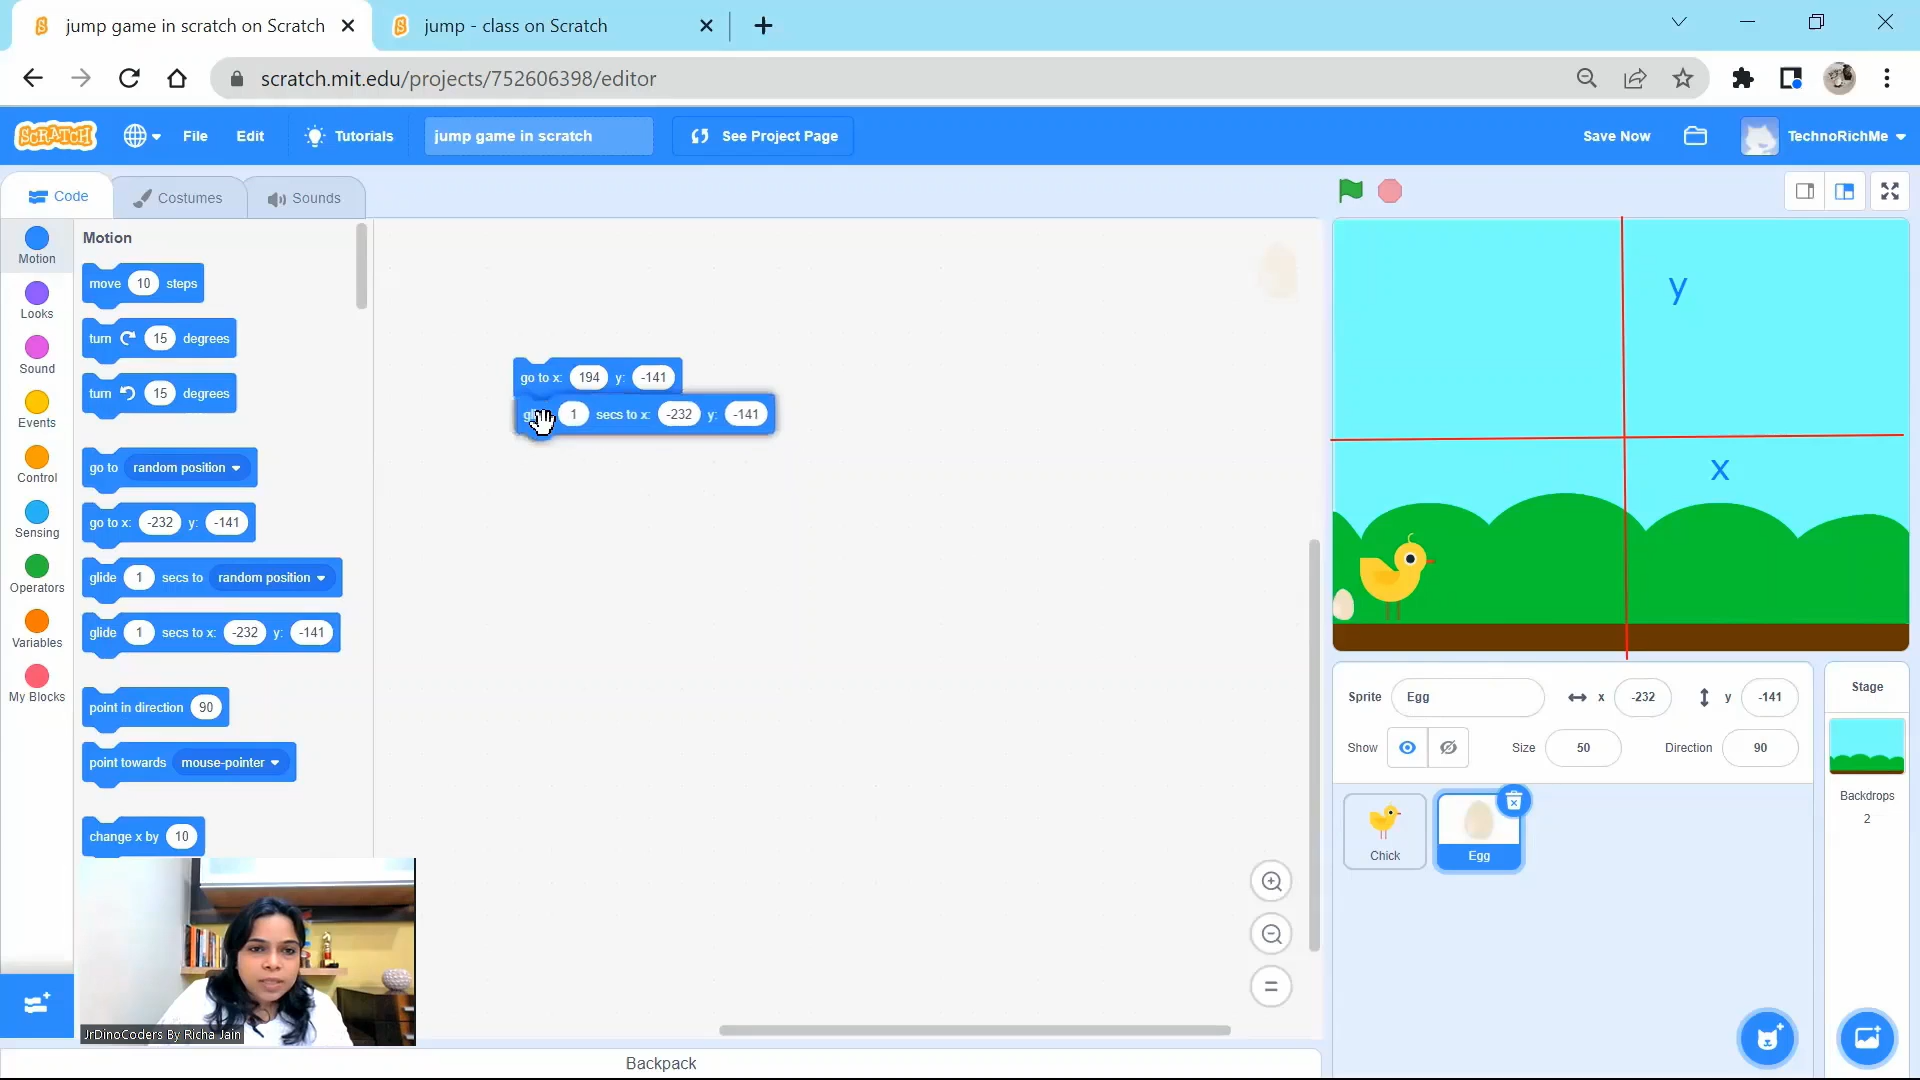 jump game in scratch on Scratch
jump - class on Scratch
scratch.mit.edu/projects/752606398/editor
SCRATCH
File
Edit
Tutorials
jump game in scratch
See Project Page
Save Now
TechnoRichMe
Code
Costumes
Sounds
Motion
Looks
Sound
Events
Control
Sensing
Operators
Variables
My Blocks
Motion
move 10 steps
turn 15 degrees
turn 15 degrees
go to random position
go to x: -232 y: -141
glide 1 secs to random position
glide 1 secs to x: -232 y: -141
point in direction 90
point towards mouse-pointer
change x by 10
go to x: 194 y: -141
1 secs to x: -232 y: -141
JrDinoCoders By Richa Jain
Backpack
y
x
Sprite Egg x -232 y -141
Show Size 50 Direction 90
Chick
Egg
Stage
Backdrops
2